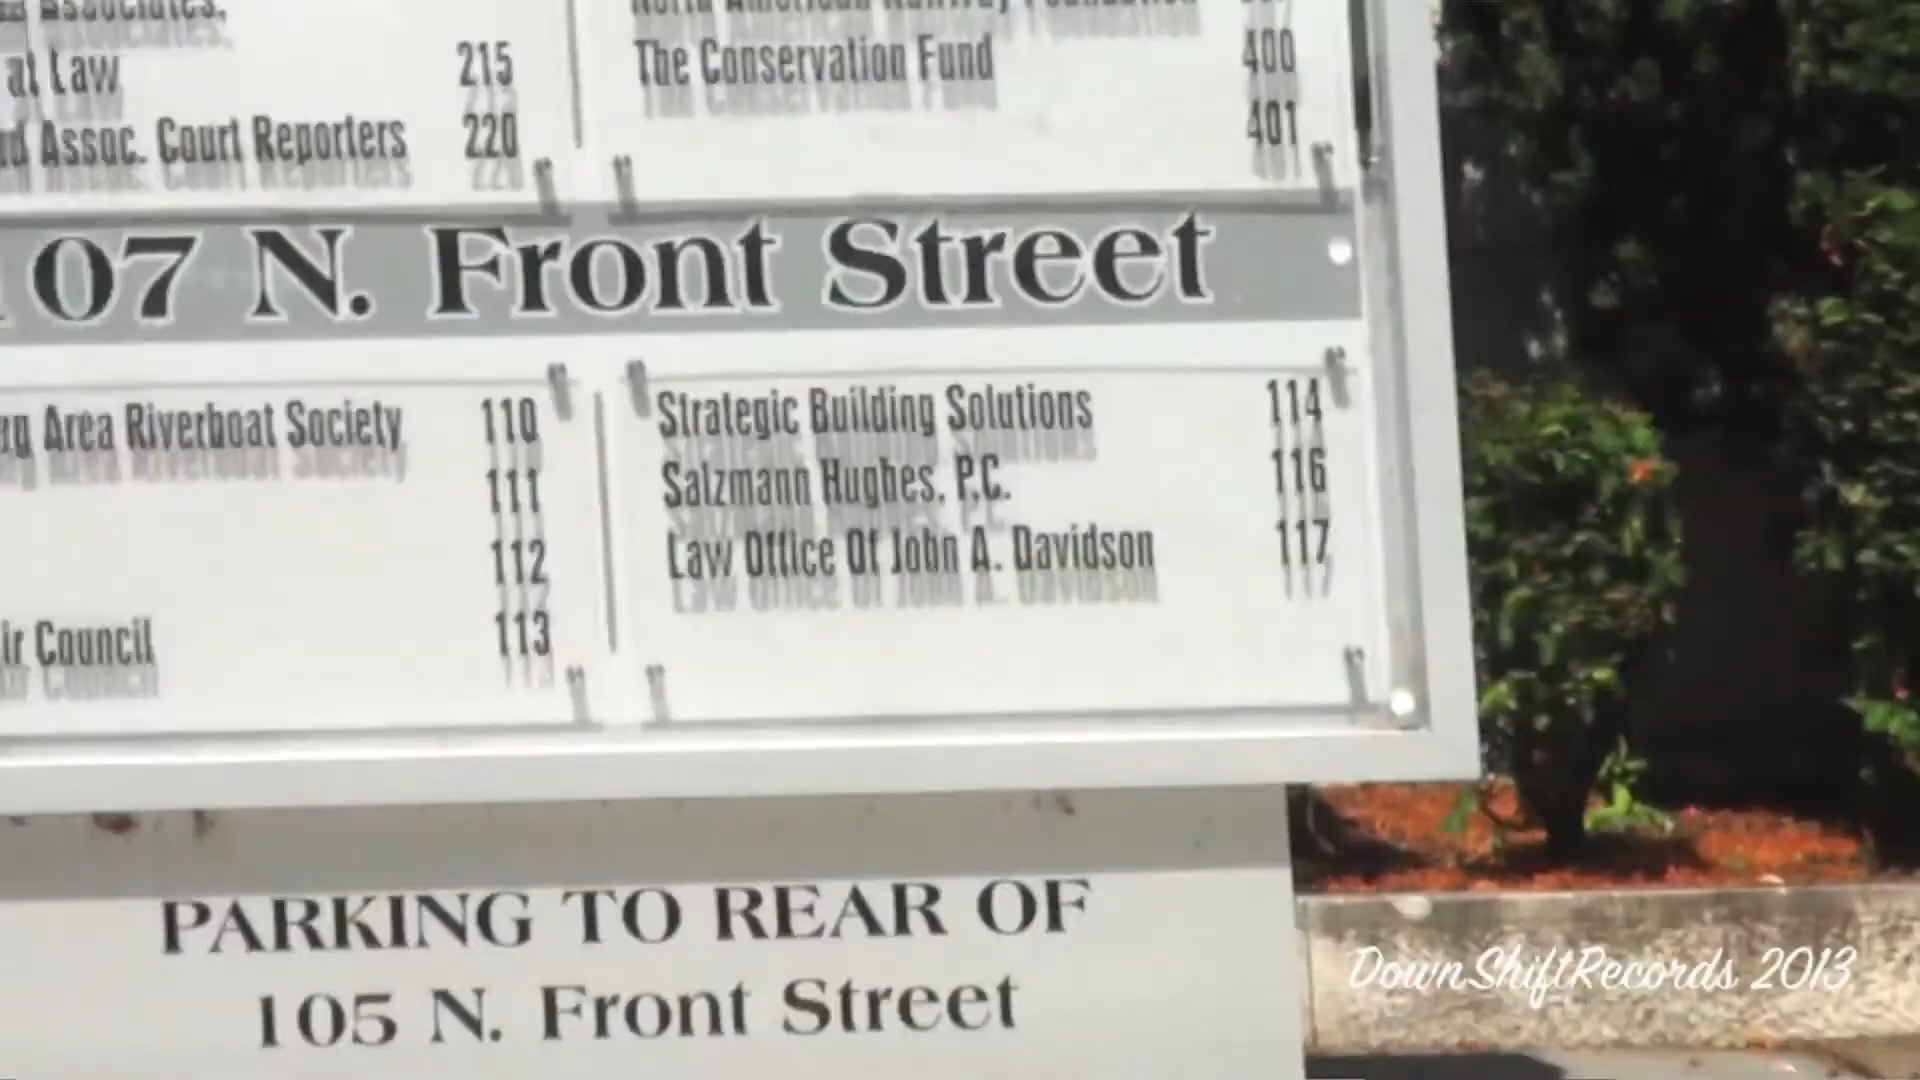 Associates,
at Law 215
Assoc. Court Reporters 220
North American Railway Foundation
The Conservation Fund 400
401
107 N. Front Street
Area Riverboat Society 110
111
112
Council 113
Strategic Building Solutions 114
Salzmann Hughes, P.C. 116
Law Office Of John A. Davidson 117
PARKING TO REAR OF
105 N. Front Street
DownShiftRecords 2013